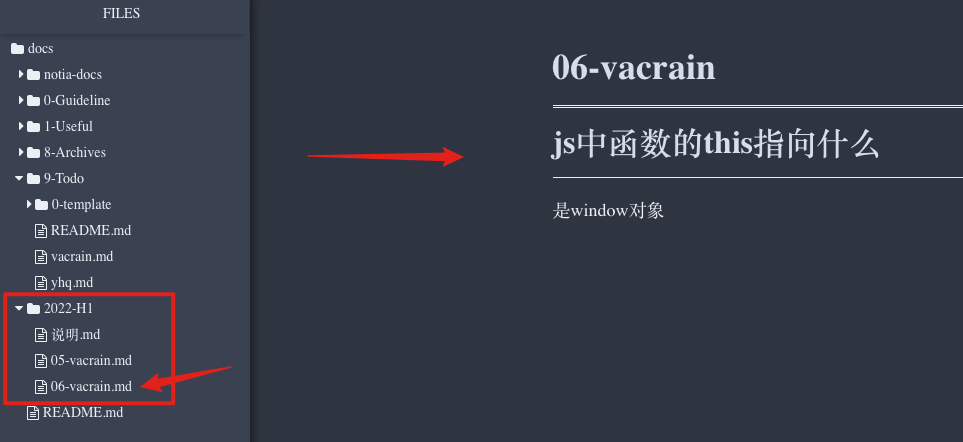 FILES
docs
notia-docs
0-Guideline
1-Useful
8-Archives
9-Todo
0-template
README.md
vacrain.md
yhq.md
2022-H1
说明.md
05-vacrain.md
06-vacrain.md
README.md
06-vacrain
js中函数的this指向什么
是window对象